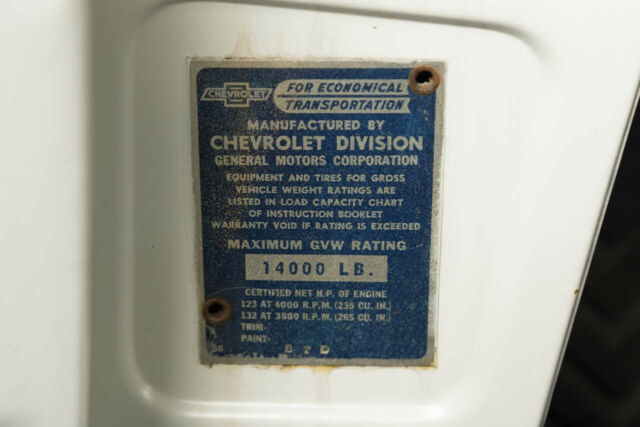 CHEVROLET
FOR ECONOMICAL
TRANSPORTATION
MANUFACTURED BY
CHEVROLET DIVISION
GENERAL MOTORS CORPORATION
EQUIPMENT AND TIRES FOR GROSS
VEHICLE WEIGHT RATINGS ARE
LISTED IN LOAD CAPACITY CHART
OF INSTRUCTION BOOKLET
WARRANTY VOID IF RATING IS EXCEEDED
MAXIMUM GVW RATING
14000 LB.
CERTIFIED NET H.P. OF ENGINE
123 AT 4000 R.P.M. (235 CU. IN.)
132 AT 3800 R.P.M. (265 CU. IN.)
TRIM-
PAINT-
STD